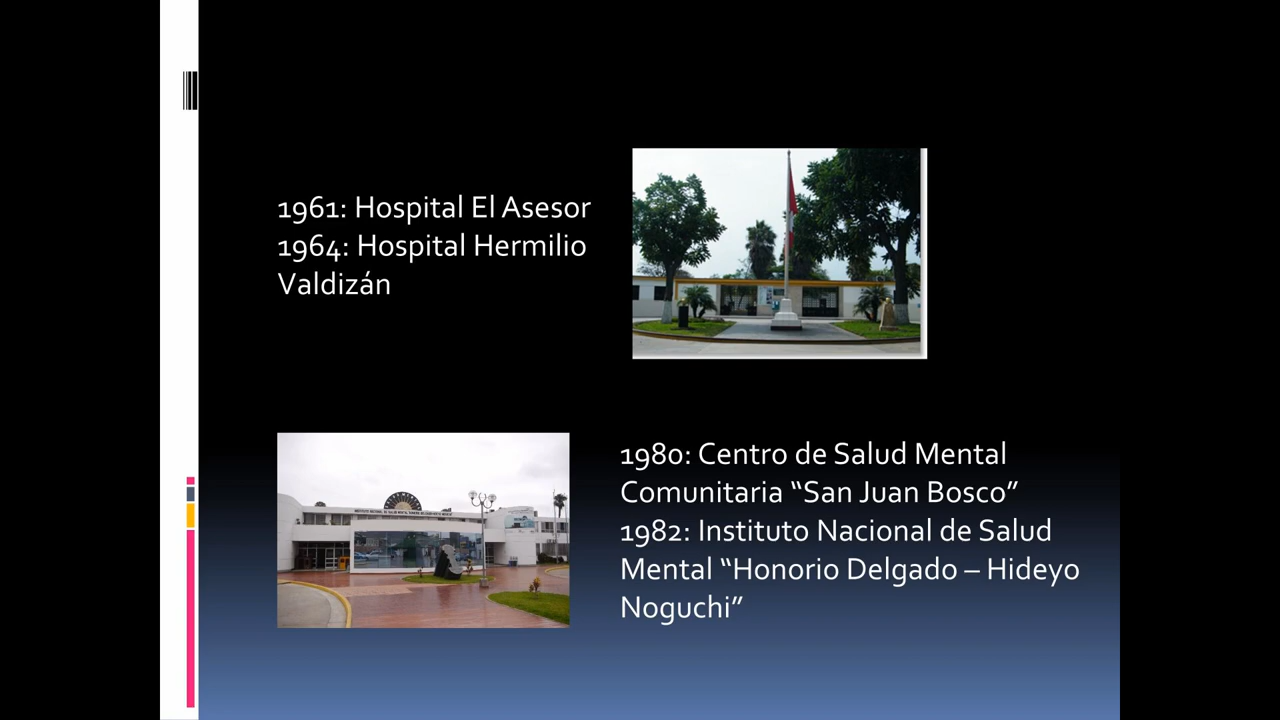 1961: Hospital El Asesor
1964: Hospital Hermilio
Valdizán
1980: Centro de Salud Mental
Comunitaria “San Juan Bosco”
1982: Instituto Nacional de Salud
Mental “Honorio Delgado – Hideyo
Noguchi”